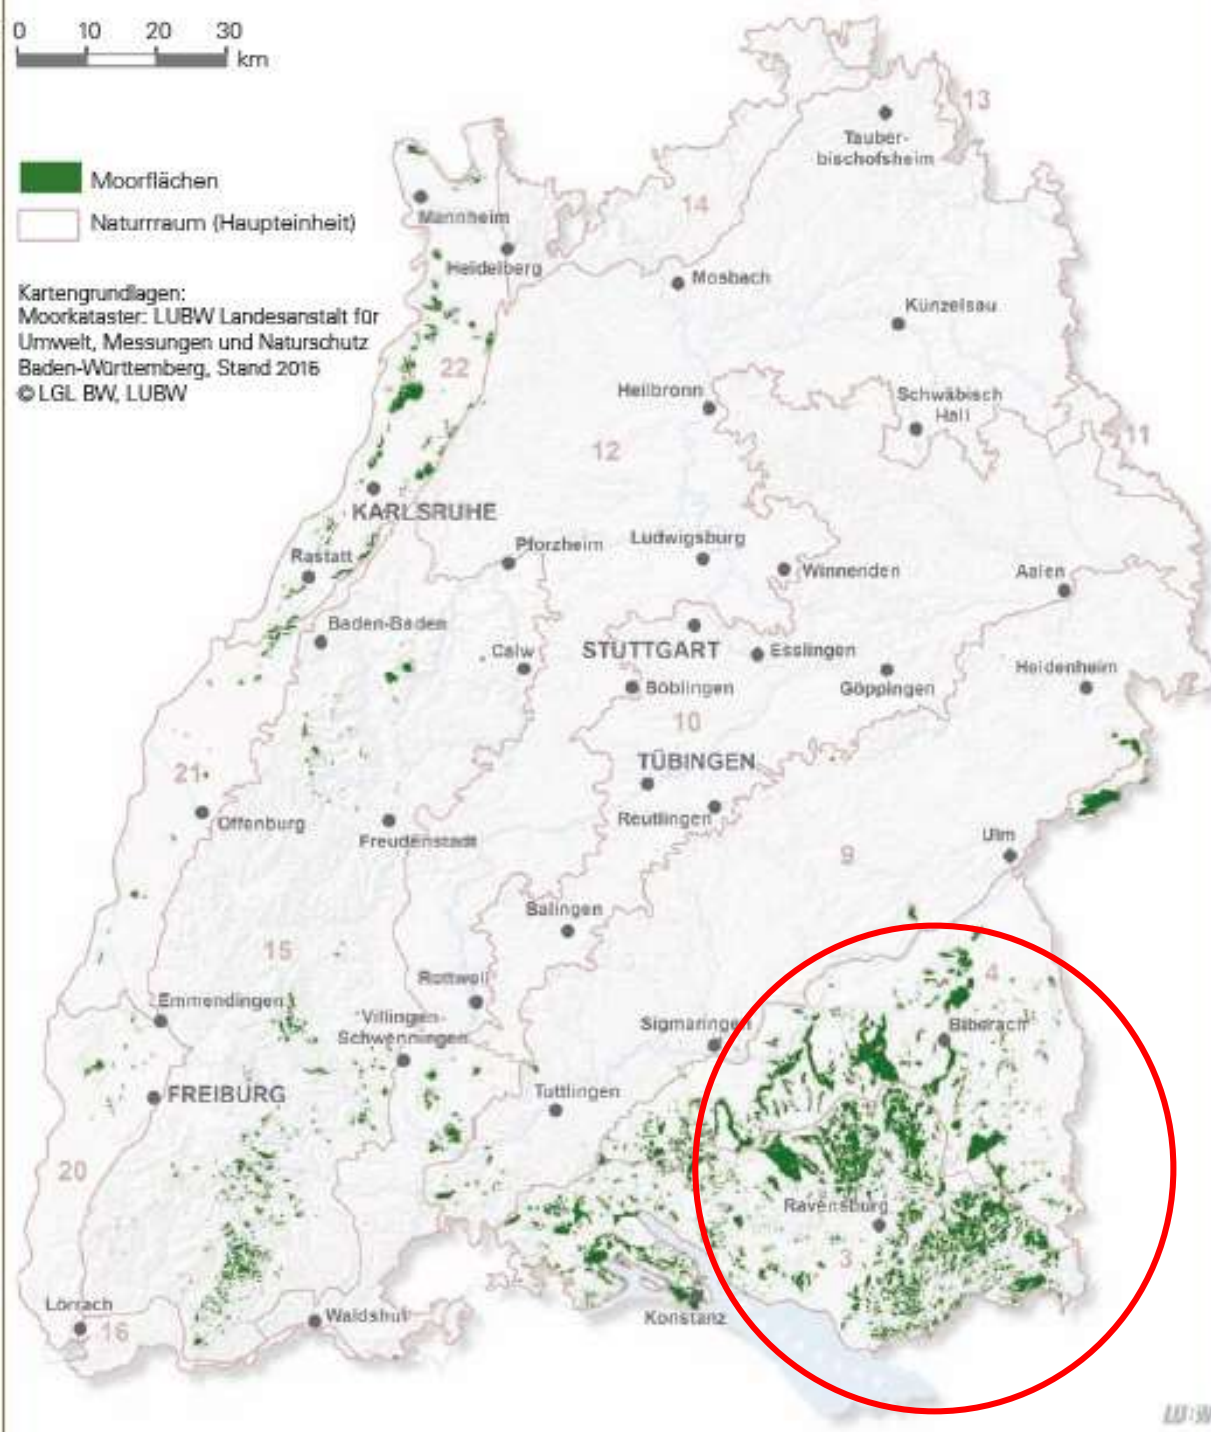 0 10 20 30
km
Moorflächen
Naturrraum (Haupteinheit)
Kartengrundlagen:
Moorkataster: LUBW Landesanstalt für
Umwelt, Messungen und Naturschutz
Baden-Württemberg, Stand 2016
© LGL BW, LUBW
13
Tauber-
bischofsheim
14
Mannheim
Heidelberg
Mosbach
Künzelsau
22
Heilbronn
Schwäbisch
Hall
11
12
KARLSRUHE
Pforzheim
Ludwigsburg
Winnenden
Aalen
Rastatt
Baden-Baden
Calw
STUTTGART
Esslingen
Böblingen
Göppingen
Heidenheim
10
TÜBINGEN
21
Offenburg
Freudenstadt
Reutlingen
9
Ulm
Balingen
15
Rottweil
4
Emmendingen
Villingen-
Schwenningen
Sigmaringen
Biberach
FREIBURG
Tuttlingen
20
Ravensburg
3
Lörrach
16
Waldshut
Konstanz